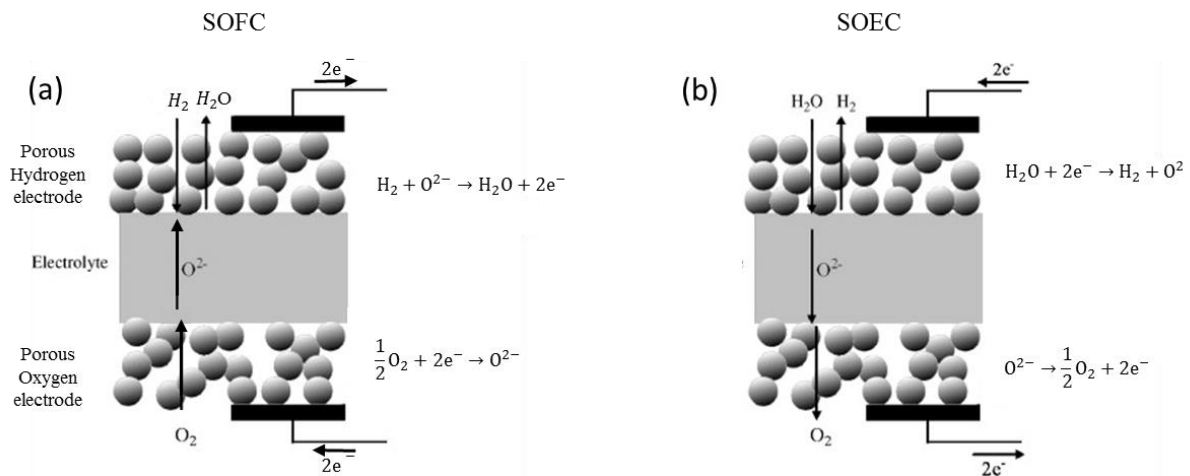 SOFC
SOEC
(a)
2e⁻
H₂ H₂O
Porous
Hydrogen
electrode
H₂ + O²⁻ → H₂O + 2e⁻
Electrolyte
O²⁻
Porous
Oxygen
electrode
½O₂ + 2e⁻ → O²⁻
O₂
2e⁻
(b)
2e⁻
H₂O H₂
H₂O + 2e⁻ → H₂ + O²
O²⁻
O²⁻ → ½O₂ + 2e⁻
O₂
2e⁻